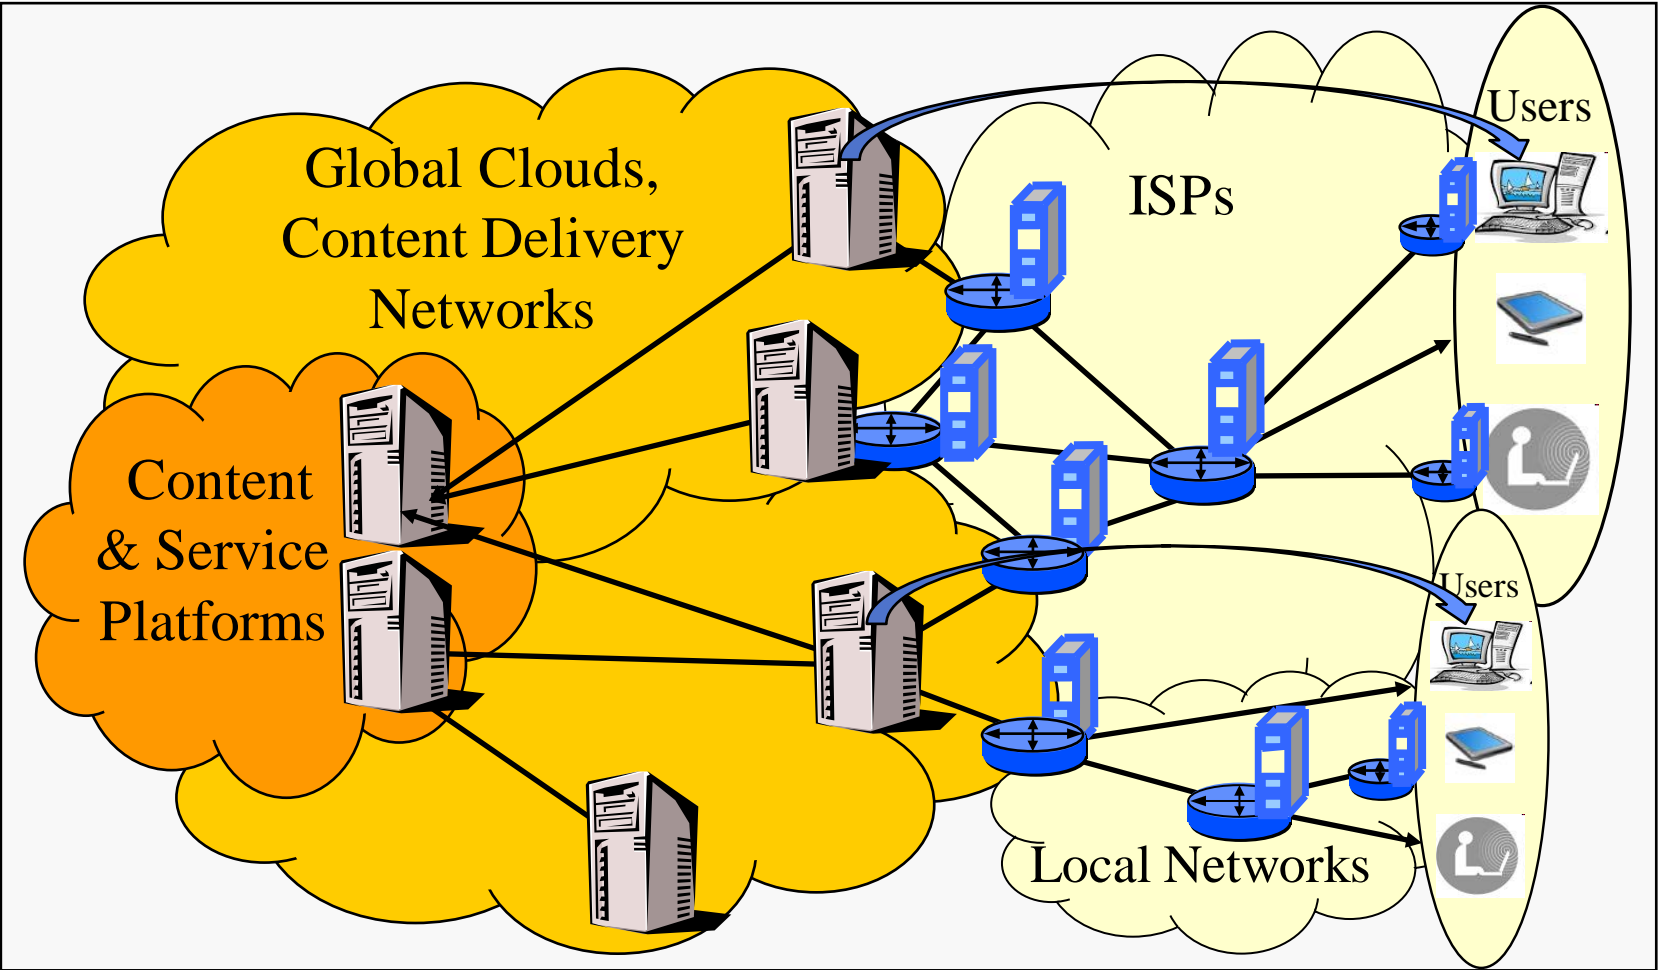 Global Clouds,
Content Delivery
Networks
ISPs
Users
Content
& Service
Platforms
Users
Local Networks